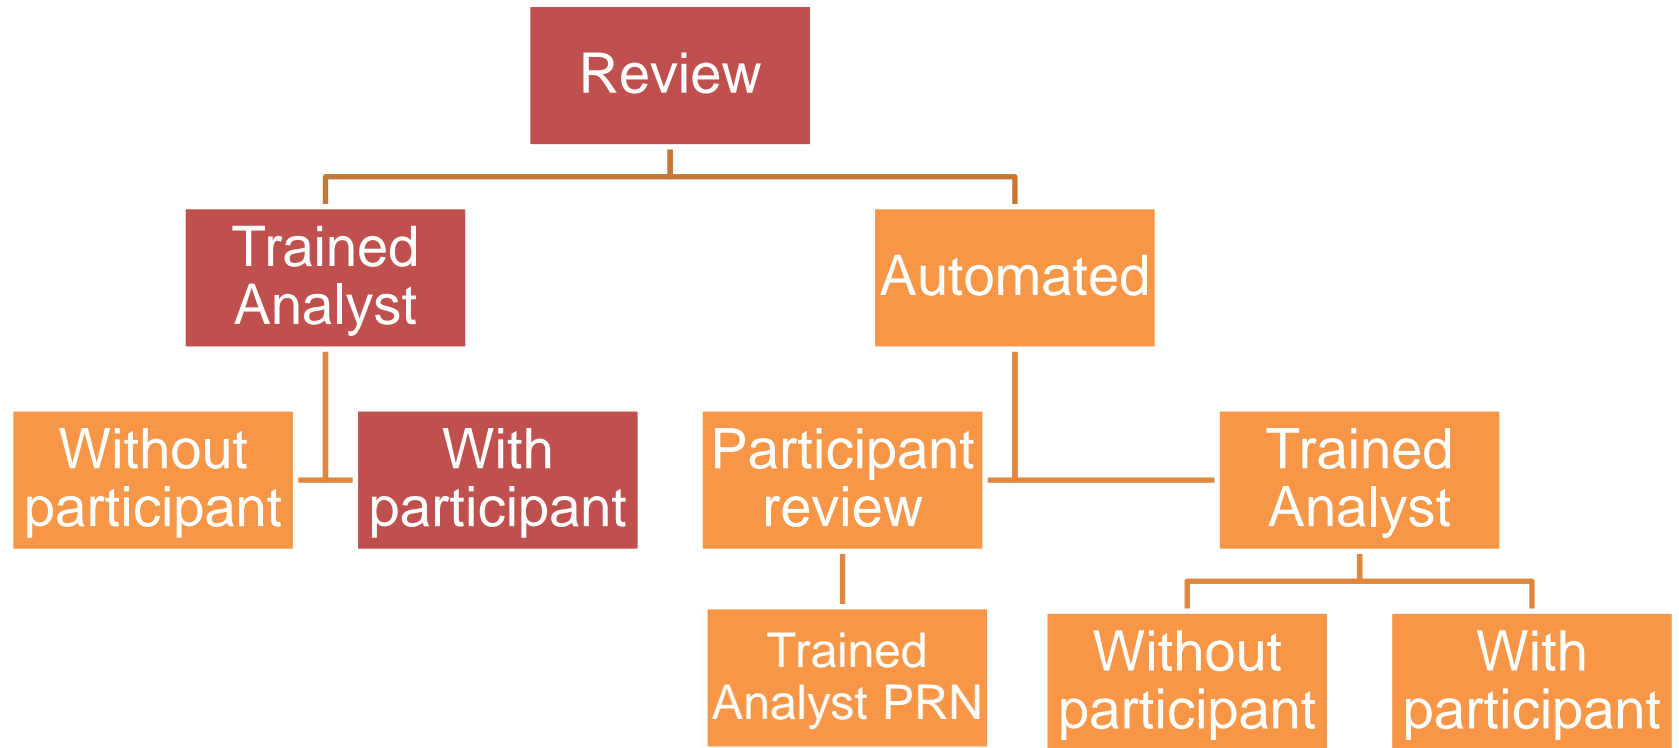 Review
Trained
Analyst
Automated
Without
participant
With
participant
Participant
review
Trained
Analyst
Trained
Analyst PRN
Without
participant
With
participant